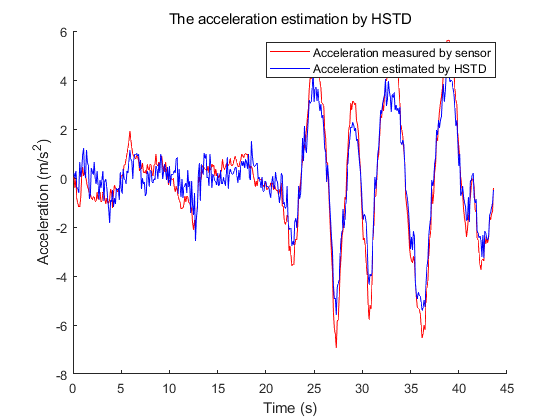 The acceleration estimation by HSTD
Acceleration measured by sensor
Acceleration estimated by HSTD
6
4
2
0
-2
-4
-6
-8
Acceleration (m/s²)
0 5 10 15 20 25 30 35 40 45
Time (s)